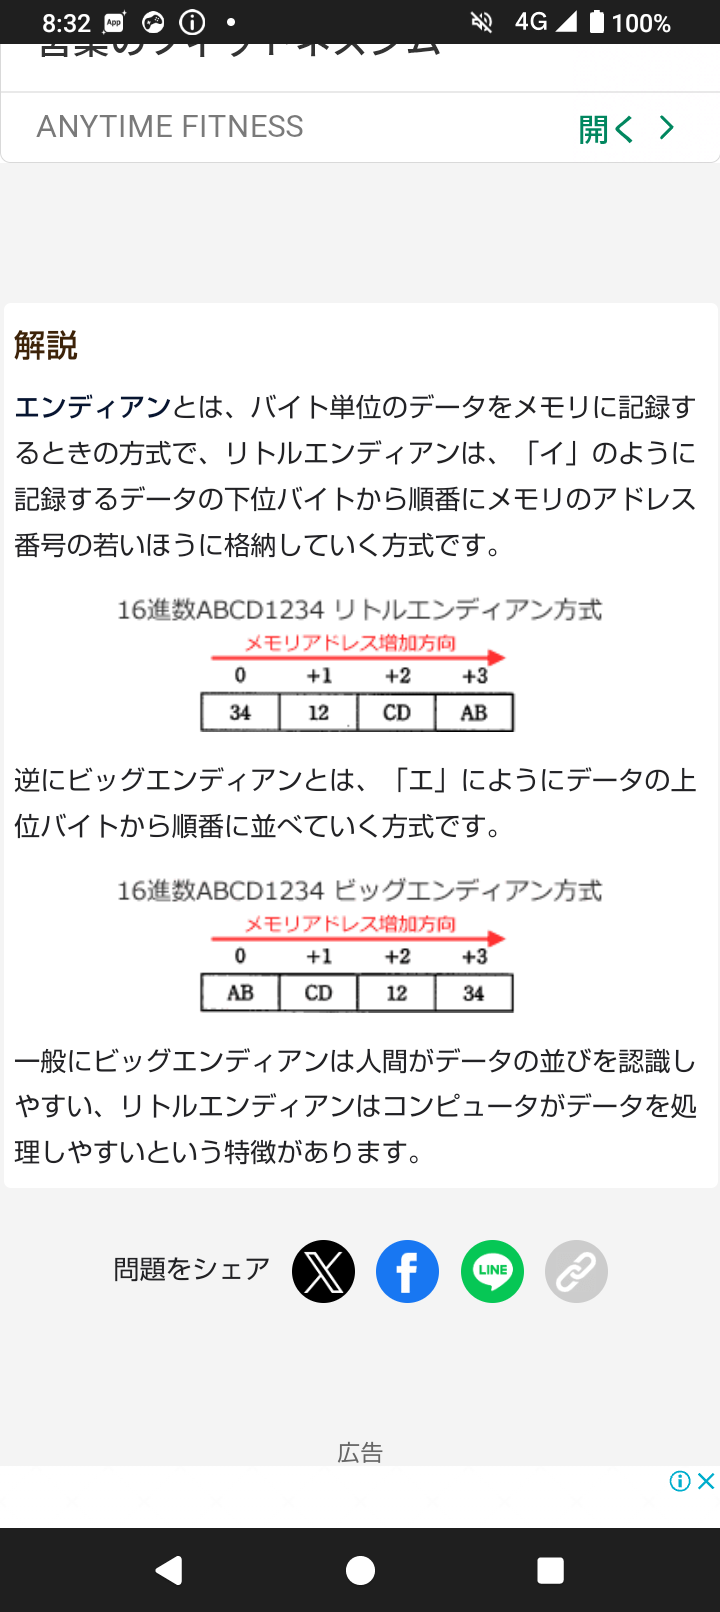 8:32
4G 100%
ANYTIME FITNESS
開く
解説
エンディアンとは、バイト単位のデータをメモリに記録す
るときの方式で、リトルエンディアンは、「イ」のように
記録するデータの下位バイトから順番にメモリのアドレス
番号の若いほうに格納していく方式です。
16進数ABCD1234 リトルエンディアン方式
メモリアドレス増加方向
0 +1 +2 +3
34 12 CD AB
逆にビッグエンディアンとは、「エ」にようにデータの上
位バイトから順番に並べていく方式です。
16進数ABCD1234 ビッグエンディアン方式
メモリアドレス増加方向
0 +1 +2 +3
AB CD 12 34
一般にビッグエンディアンは人間がデータの並びを認識し
やすい、リトルエンディアンはコンピュータがデータを処
理しやすいという特徴があります。
問題をシェア
LINE
広告